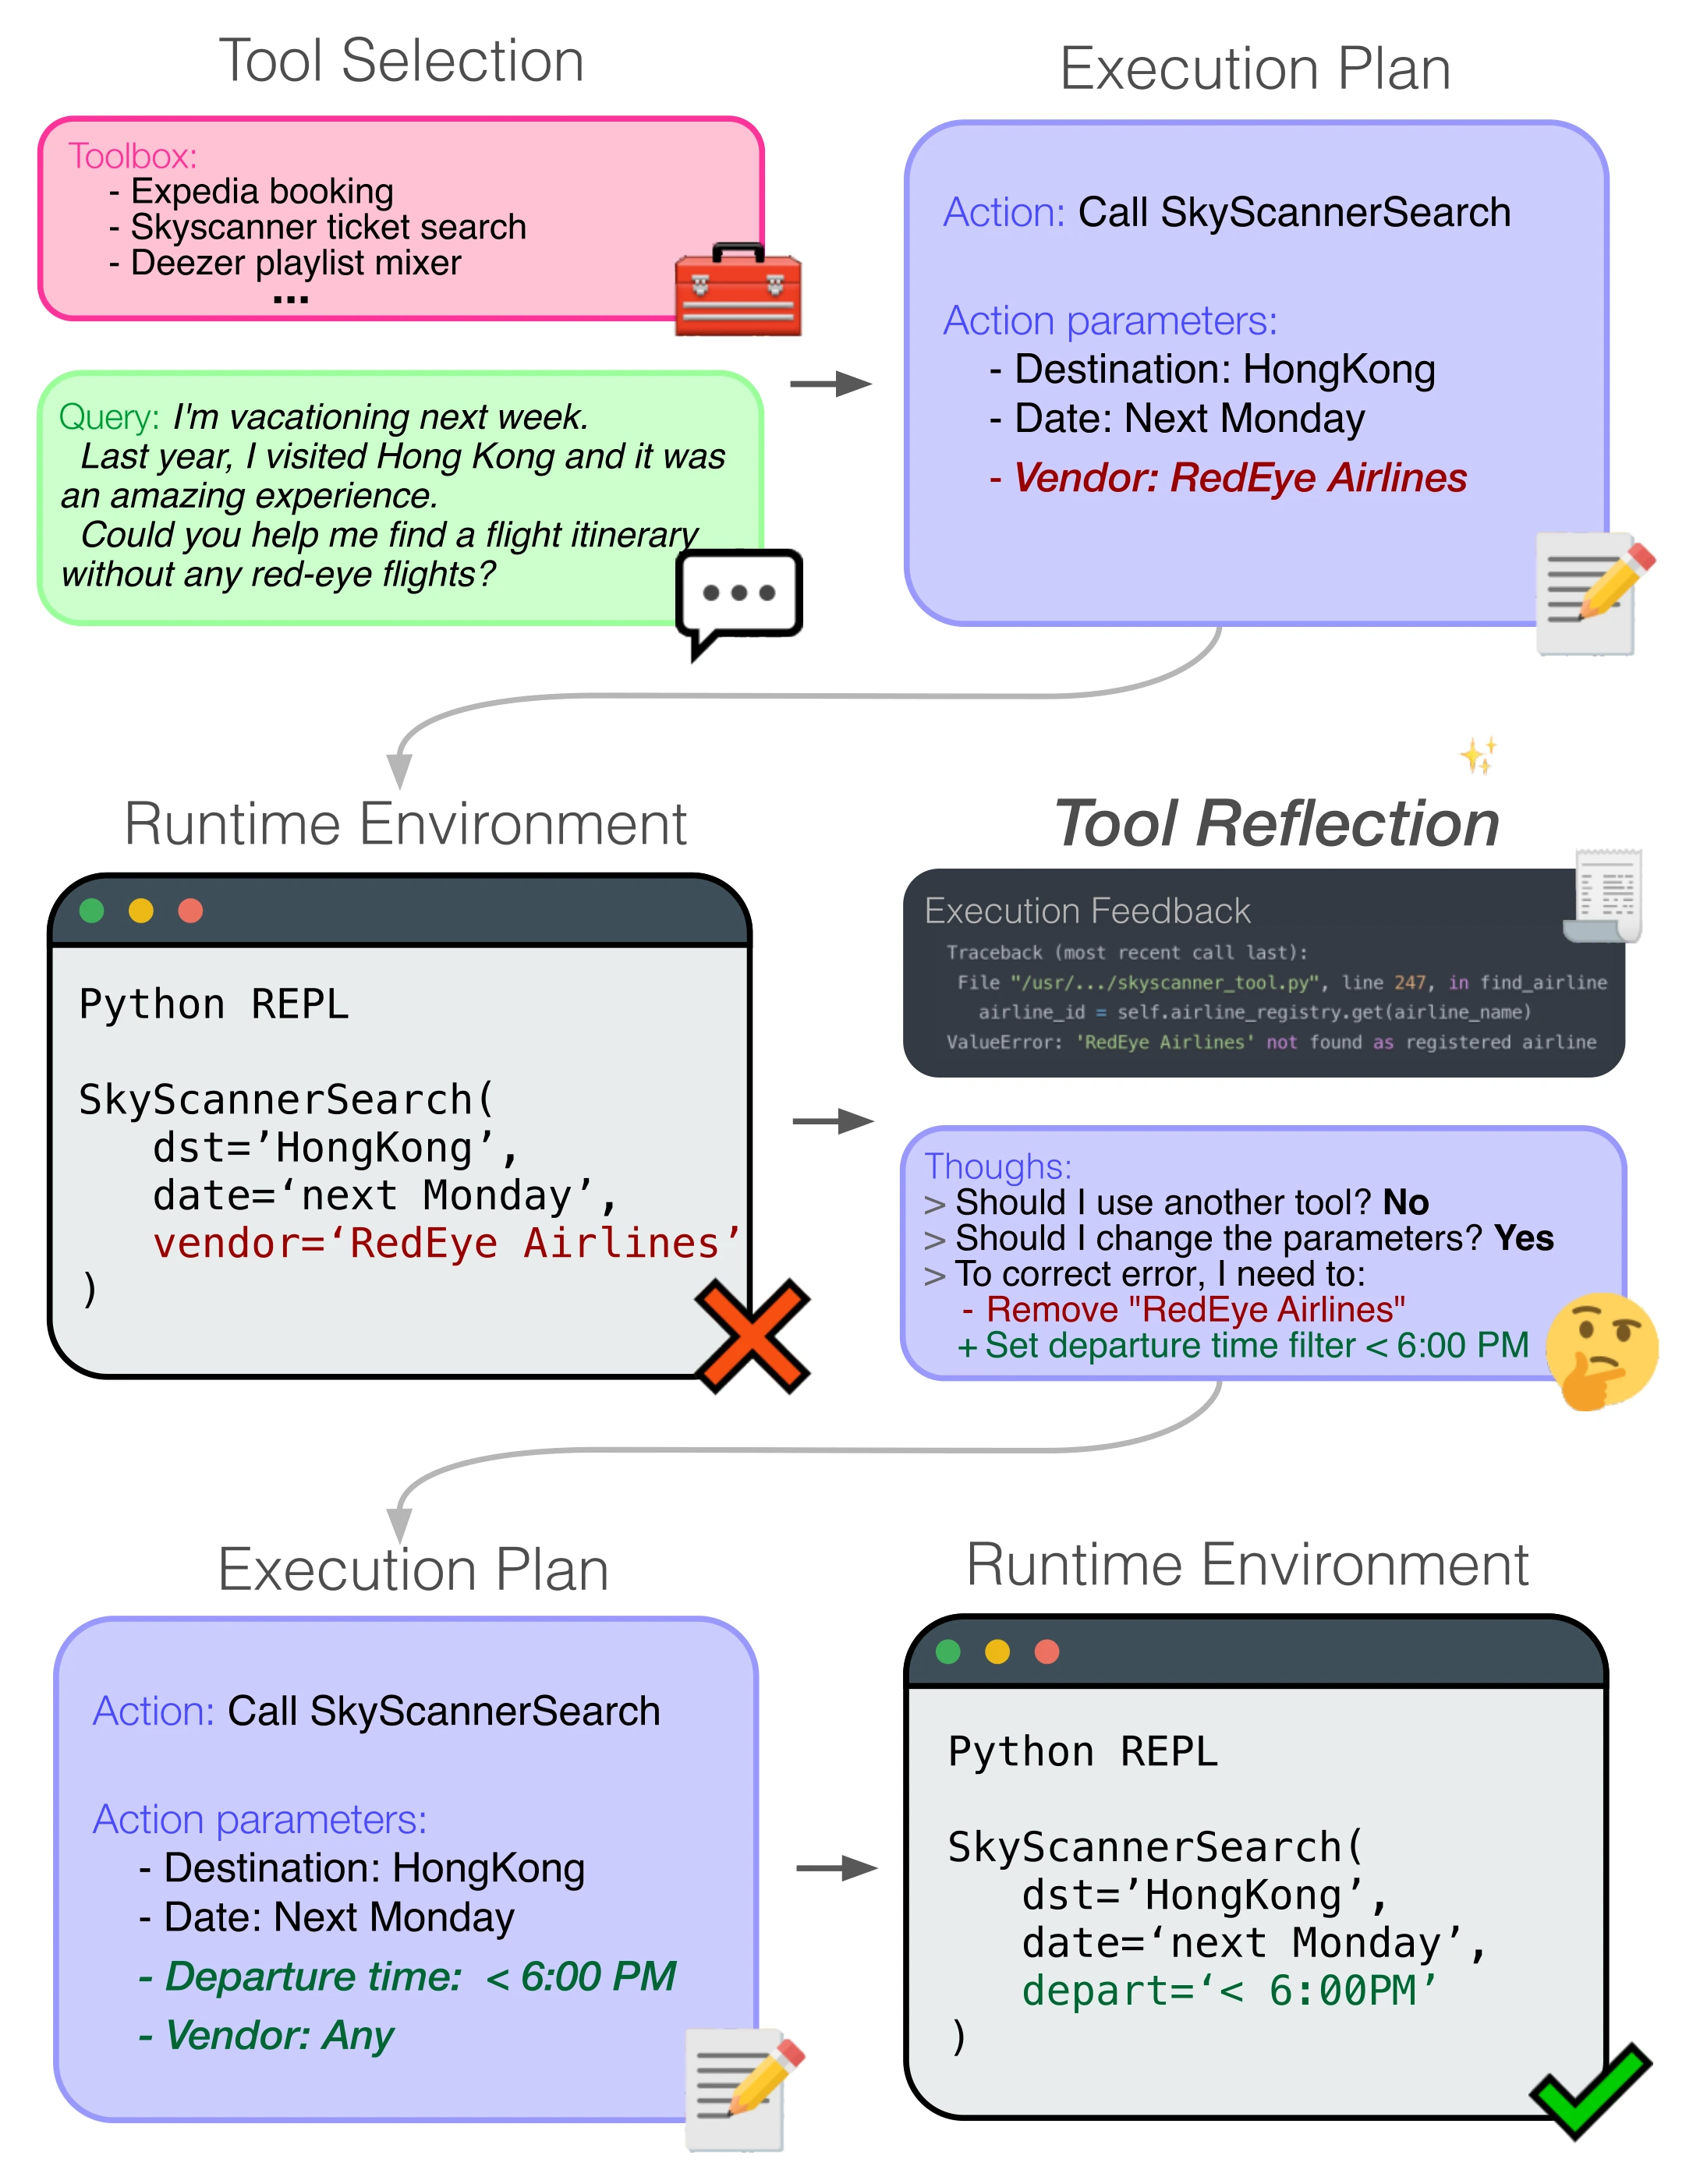 Tool Selection
Toolbox:
- Expedia booking
- Skyscanner ticket search
- Deezer playlist mixer
...
Query: I'm vacationing next week.
Last year, I visited Hong Kong and it was
an amazing experience.
Could you help me find a flight itinerary
without any red-eye flights?
Execution Plan
Action: Call SkyScannerSearch
Action parameters:
- Destination: HongKong
- Date: Next Monday
- Vendor: RedEye Airlines
Runtime Environment
Python REPL
SkyScannerSearch(
dst=’HongKong’,
date=‘next Monday’,
vendor=‘RedEye Airlines’
)
Tool Reflection
Execution Feedback
Traceback (most recent call last):
File "/usr/.../skyscanner_tool.py", line 247, in find_airline
airline_id = self.airline_registry.get(airline_name)
ValueError: 'RedEye Airlines' not found as registered airline
Thoughs:
> Should I use another tool? No
> Should I change the parameters? Yes
> To correct error, I need to:
- Remove "RedEye Airlines"
+ Set departure time filter < 6:00 PM
Execution Plan
Action: Call SkyScannerSearch
Action parameters:
- Destination: HongKong
- Date: Next Monday
- Departure time: < 6:00 PM
- Vendor: Any
Runtime Environment
Python REPL
SkyScannerSearch(
dst=’HongKong’,
date=‘next Monday’,
depart=‘< 6:00PM’
)